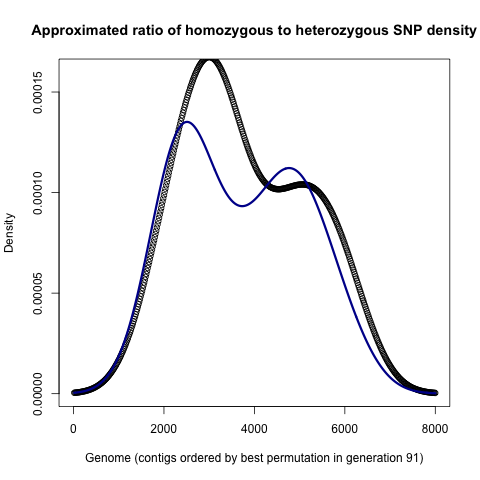 Approximated ratio of homozygous to heterozygous SNP density
0.00015
0.00010
0.00005
0.00000
Density
0 2000 4000 6000 8000
Genome (contigs ordered by best permutation in generation 91)